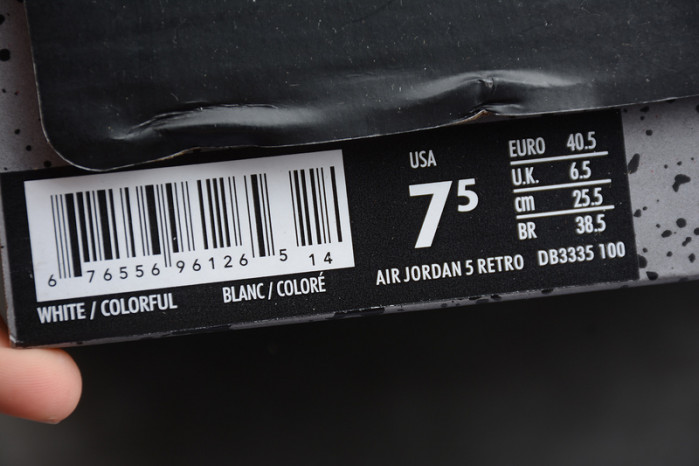 6 76556 96126 5 14
WHITE / COLORFUL
BLANC / COLORÉ
USA
7⁵
EURO 40.5
U.K. 6.5
cm 25.5
BR 38.5
AIR JORDAN 5 RETRO DB3335 100